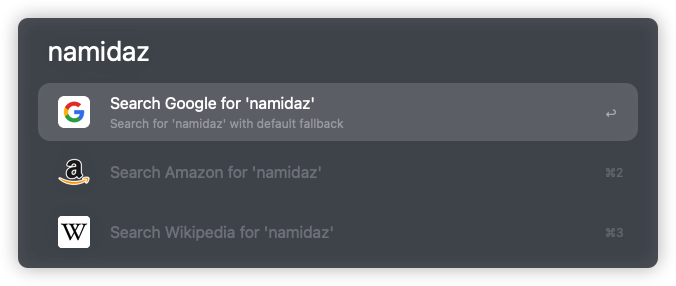 namidaz
Search Google for 'namidaz'
Search for 'namidaz' with default fallback
↩
Search Amazon for 'namidaz'
⌘2
Search Wikipedia for 'namidaz'
⌘3